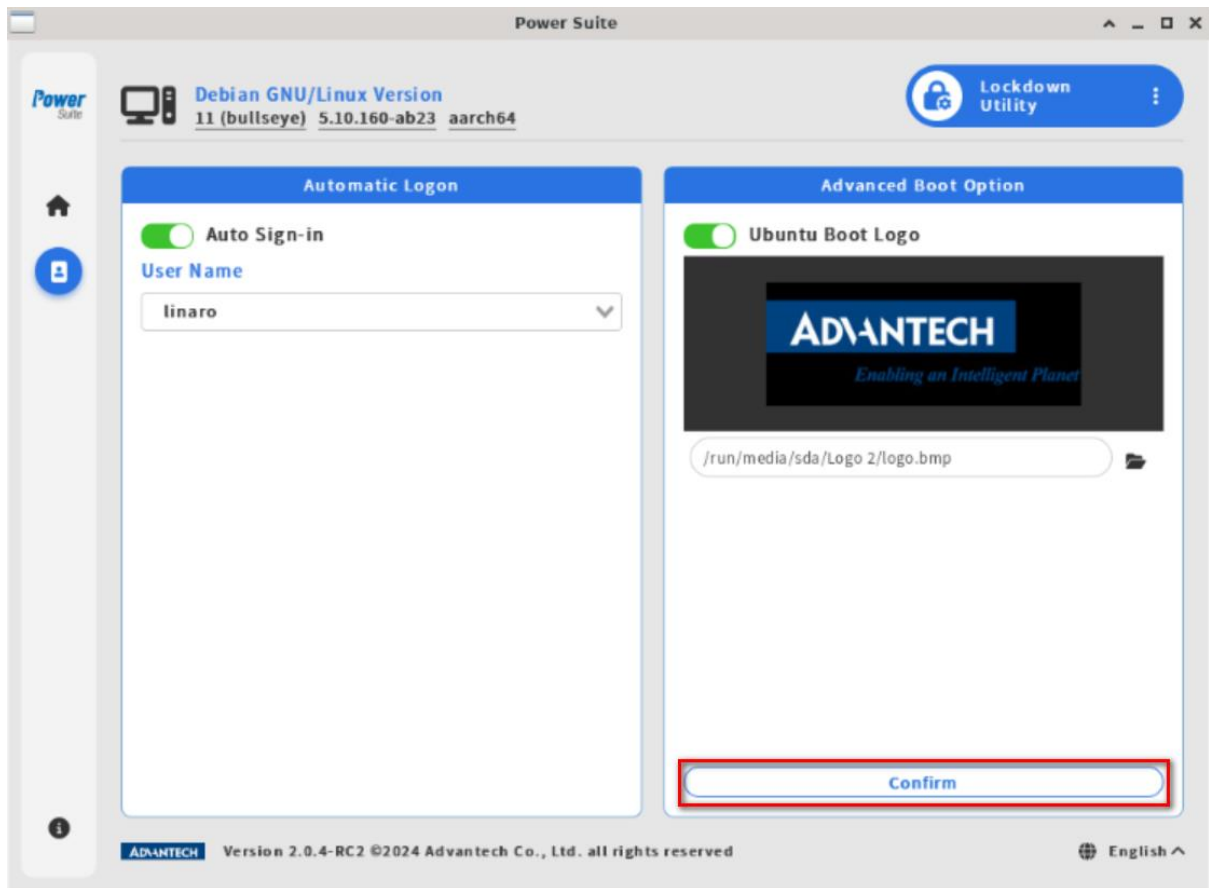 Power Suite
Power
Suite
Debian GNU/Linux Version
11 (bullseye) 5.10.160-ab23 aarch64
Lockdown
Utility
Automatic Logon
Auto Sign-in
User Name
linaro
Advanced Boot Option
Ubuntu Boot Logo
ADVANTECH
Enabling an Intelligent Planet
/run/media/sda/Logo 2/logo.bmp
Confirm
ADVANTECH Version 2.0.4-RC2 ©2024 Advantech Co., Ltd. all rights reserved
English